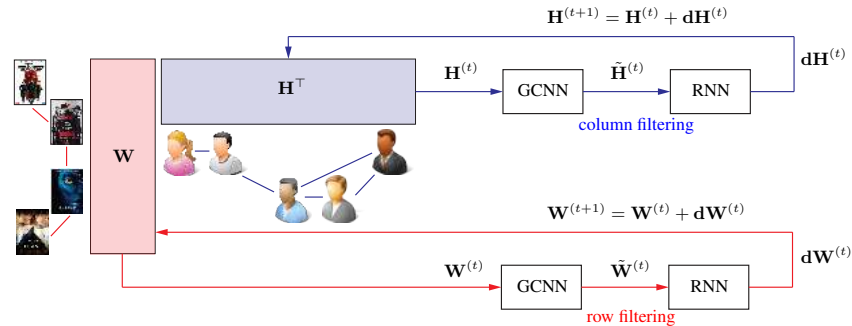 𝐇^(t+1) = 𝐇^(t) + 𝐝𝐇^(t)
𝐇^(t)
𝐇̃^(t)
𝐝𝐇^(t)
𝐇^⊤
GCNN
RNN
column filtering
𝐖
𝐖^(t+1) = 𝐖^(t) + 𝐝𝐖^(t)
𝐖^(t)
𝐖̃^(t)
𝐝𝐖^(t)
GCNN
RNN
row filtering